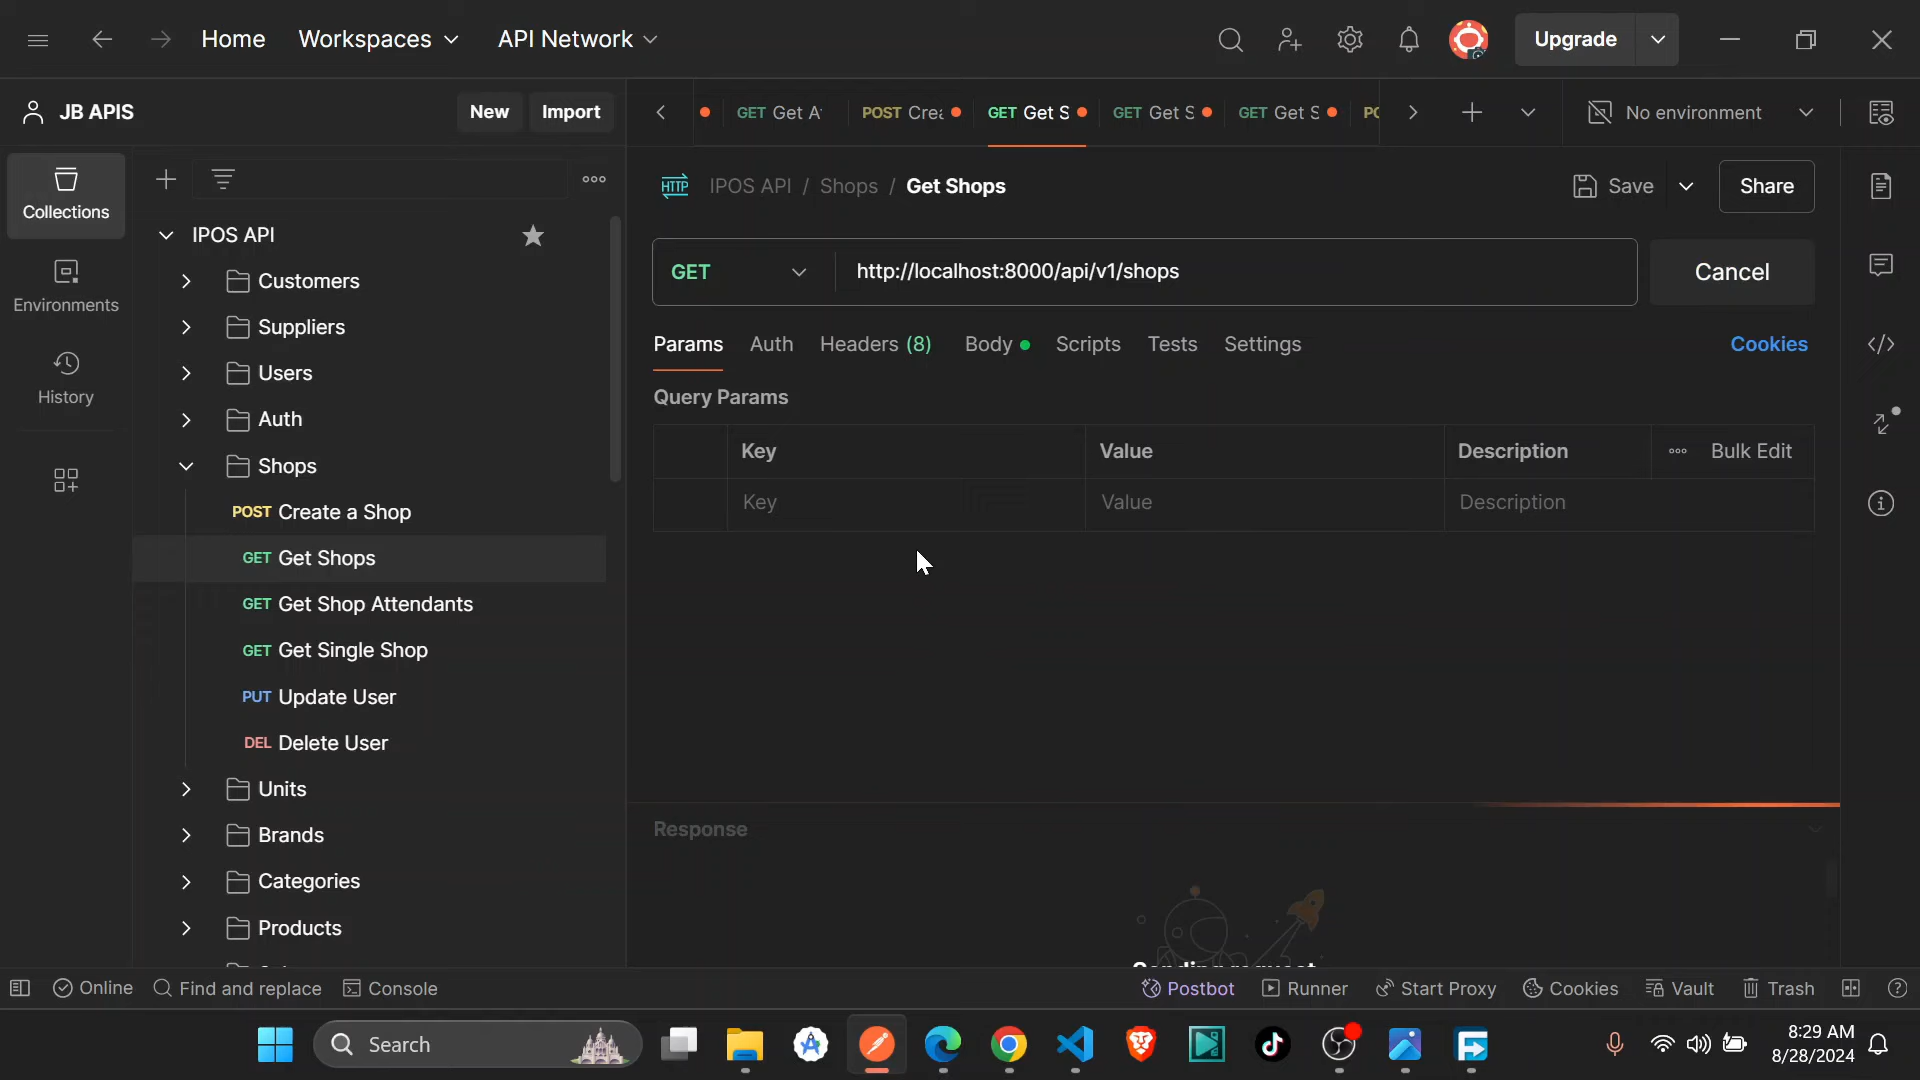 Home Workspaces API Network Upgrade
JB APIS New Import
GET Get A POST Crea GET Get S GET Get S GET Get S No environment
Collections
Environments
History
IPOS API
Customers
Suppliers
Users
Auth
Shops
POST Create a Shop
GET Get Shops
GET Get Shop Attendants
GET Get Single Shop
PUT Update User
DEL Delete User
Units
Brands
Categories
Products
HTTP IPOS API / Shops / Get Shops Save Share
GET http://localhost:8000/api/v1/shops Cancel
Params Auth Headers (8) Body Scripts Tests Settings Cookies
Query Params
Key Value Description Bulk Edit
Key Value Description
Response
Sending request
Online Find and replace Console Postbot Runner Start Proxy Cookies Vault Trash
Search
8:29 AM
8/28/2024